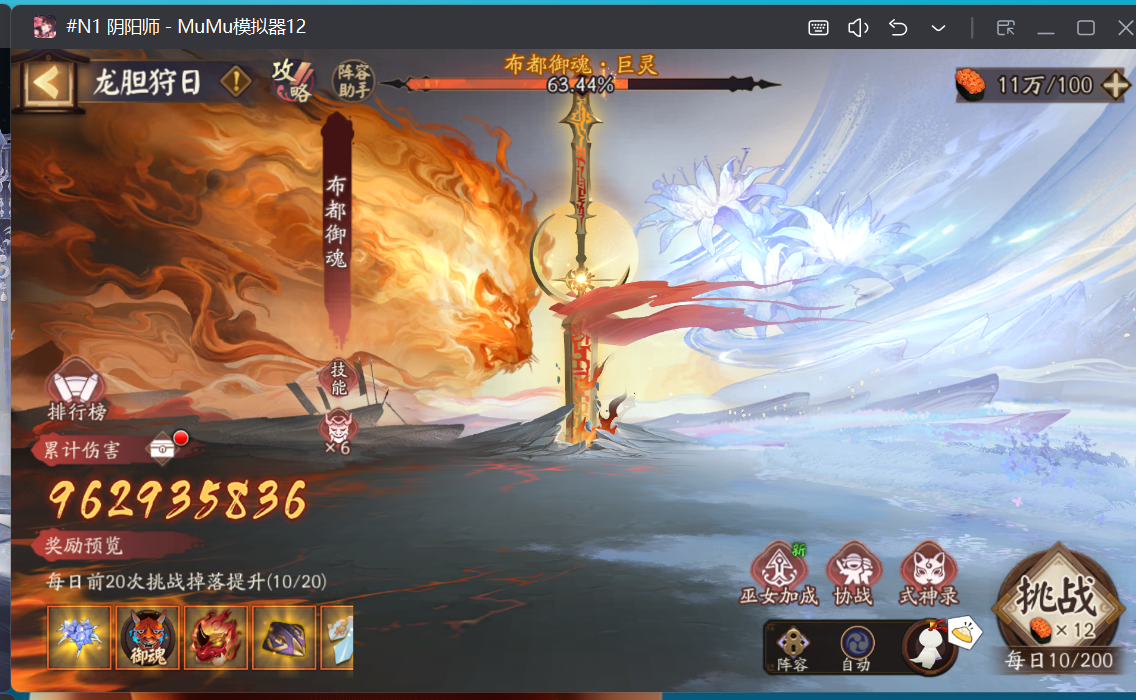 #N1 阴阳师 - MuMu模拟器12
龙胆狩日
!
攻略
阵容助手
布都御魂·巨灵
63.44%
11万/100
布都御魂
技能
×6
排行榜
累计伤害
962935836
奖励预览
每日前20次挑战掉落提升(10/20)
御魂
新
巫女加成
协战
式神录
阵容
自动
挑战
×12
每日10/200